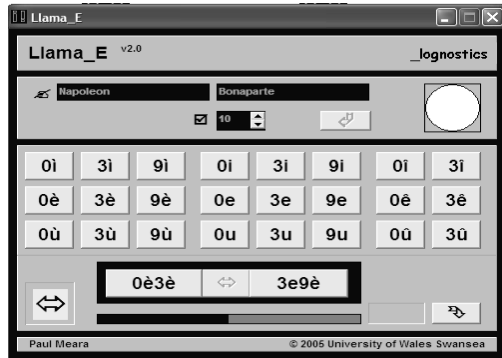 Llama_E
Llama_E v2.0 _lognostics
Napoleon Bonaparte
10
0ì 3ì 9ì 0i 3i 9i 0î 3î
0è 3è 9è 0e 3e 9e 0ê 3ê
0ù 3ù 9ù 0u 3u 9u 0û 3û
0è3è 3e9è
Paul Meara © 2005 University of Wales Swansea